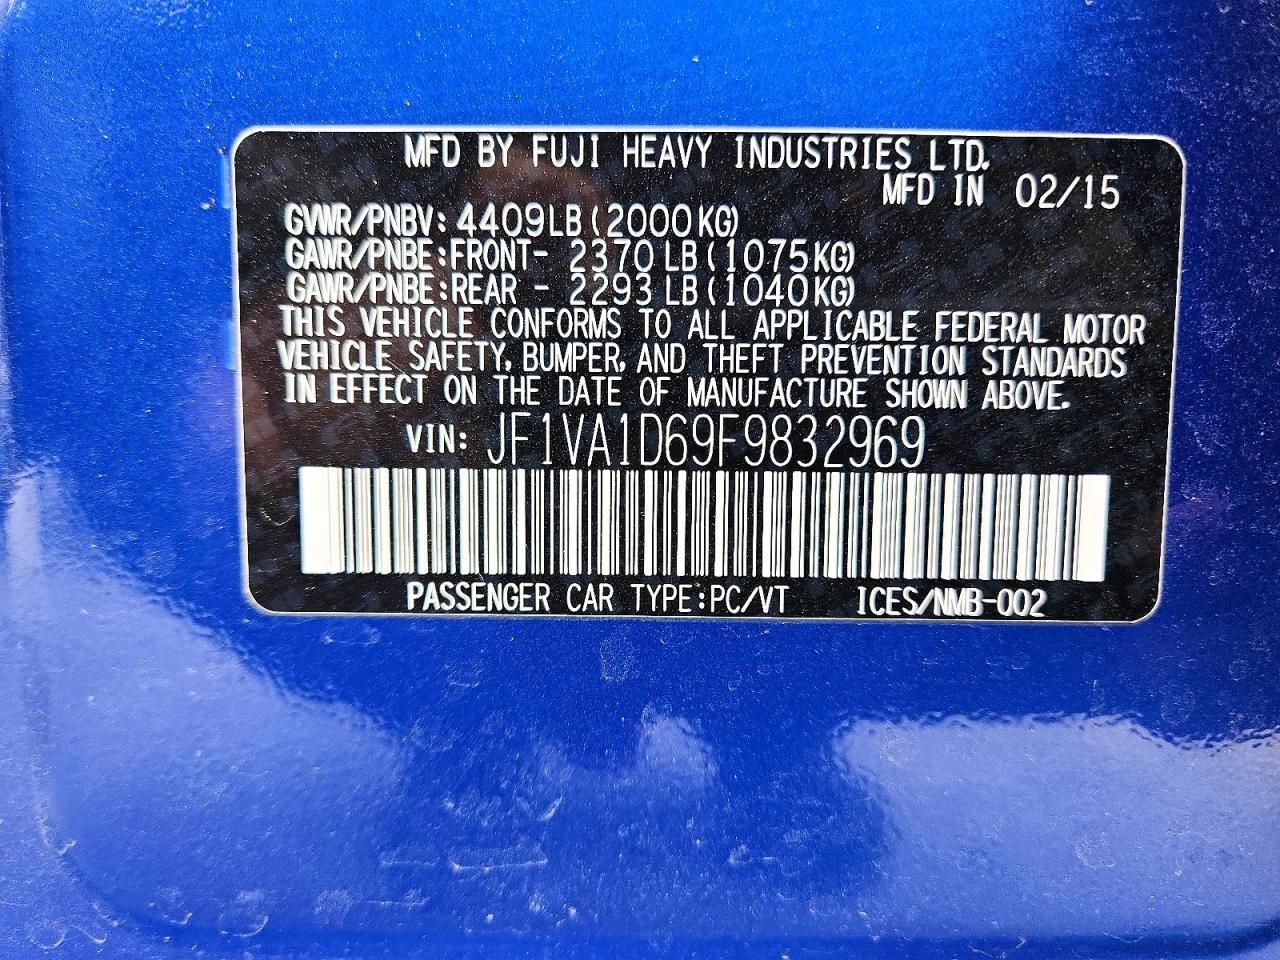 MFD BY FUJI HEAVY INDUSTRIES LTD.
MFD IN 02/15
GVWR/PNBV: 4409LB (2000KG)
GAWR/PNBE:FRONT- 2370 LB (1075KG)
GAWR/PNBE:REAR - 2293 LB (1040KG)
THIS VEHICLE CONFORMS TO ALL APPLICABLE FEDERAL MOTOR
VEHICLE SAFETY, BUMPER, AND THEFT PREVENTION STANDARDS
IN EFFECT ON THE DATE OF MANUFACTURE SHOWN ABOVE.
VIN: JF1VA1D69F9832969
PASSENGER CAR TYPE:PC/VT ICES/NMB-002